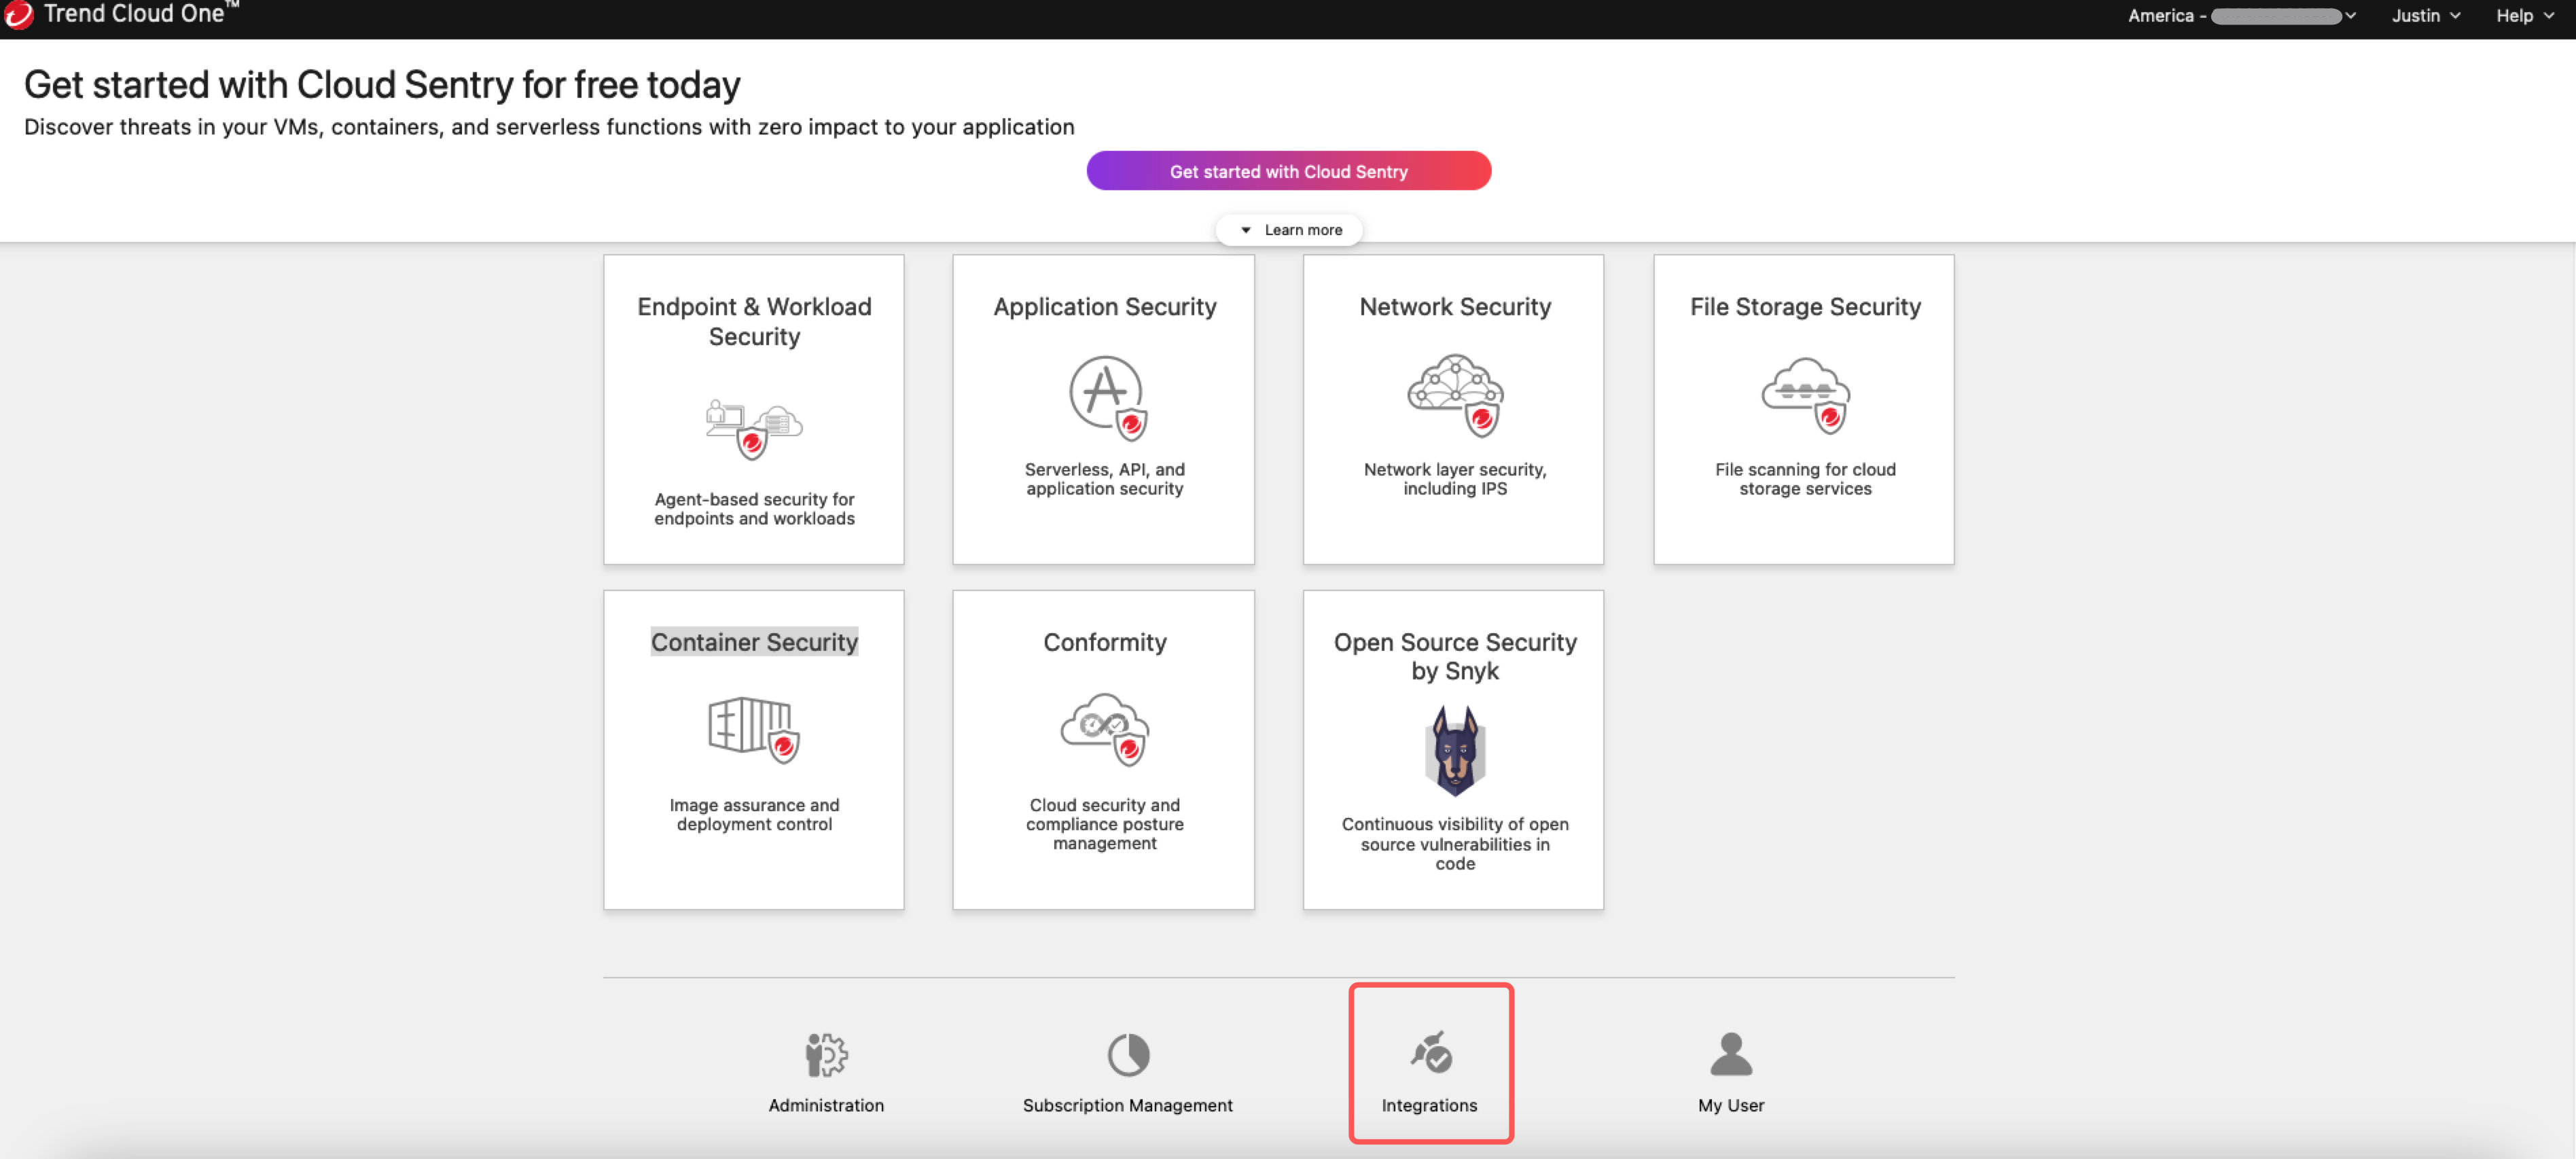 Trend Cloud One™
America -
Justin
Help
Get started with Cloud Sentry for free today
Discover threats in your VMs, containers, and serverless functions with zero impact to your application
Get started with Cloud Sentry
Learn more
Endpoint & Workload
Security
Agent-based security for
endpoints and workloads
Application Security
Serverless, API, and
application security
Network Security
Network layer security,
including IPS
File Storage Security
File scanning for cloud
storage services
Container Security
Image assurance and
deployment control
Conformity
Cloud security and
compliance posture
management
Open Source Security
by Snyk
Continuous visibility of open
source vulnerabilities in
code
Administration
Subscription Management
Integrations
My User